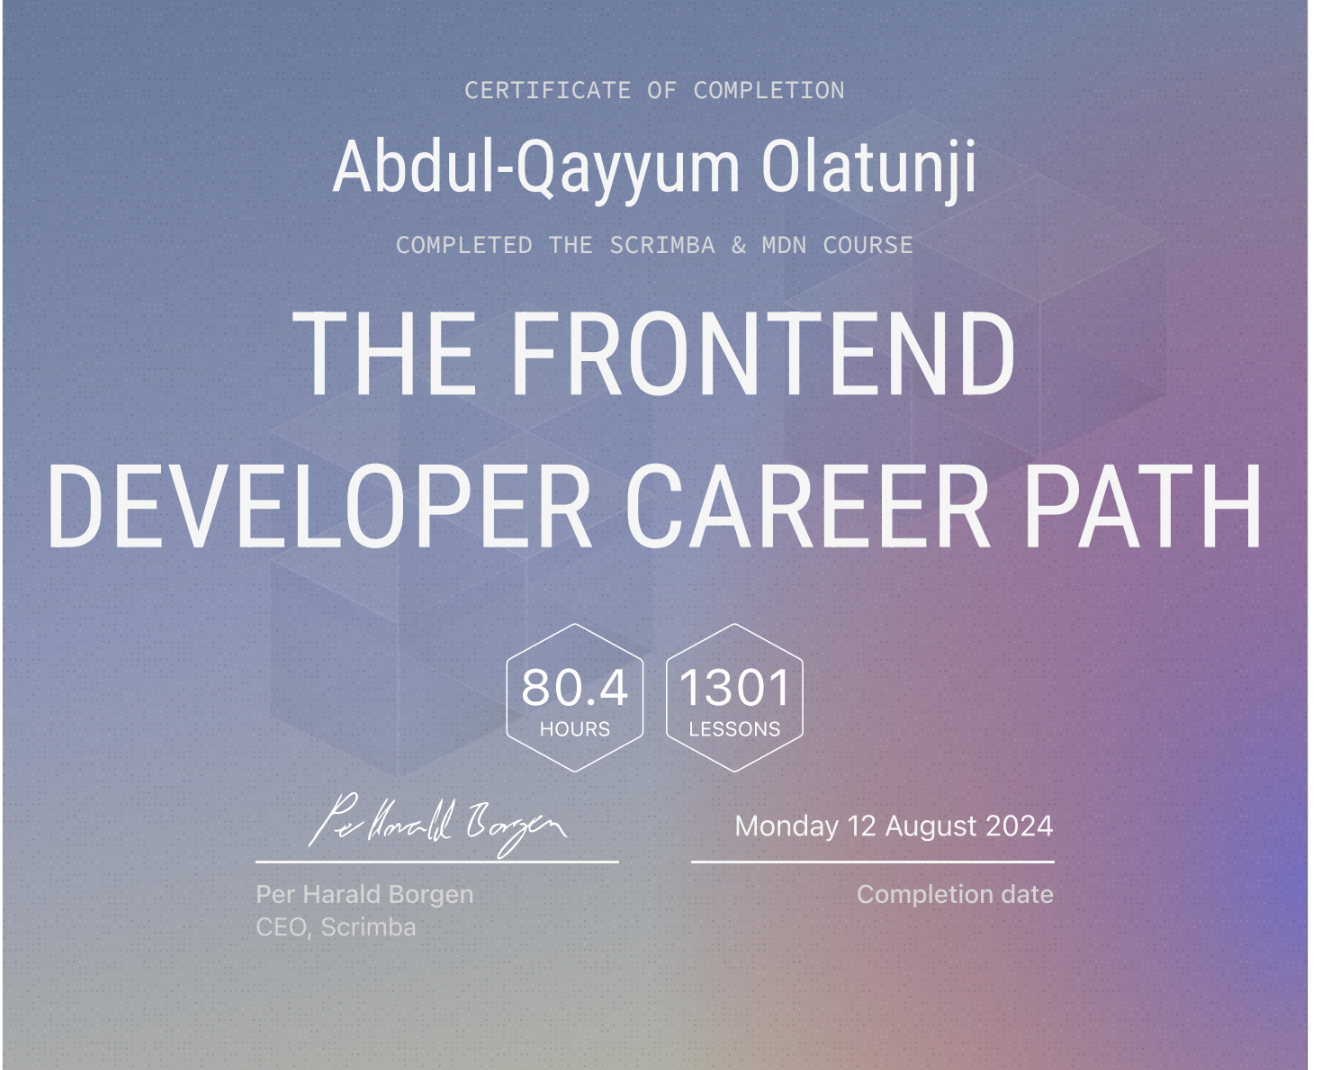 CERTIFICATE OF COMPLETION
Abdul-Qayyum Olatunji
COMPLETED THE SCRIMBA & MDN COURSE
THE FRONTEND
DEVELOPER CAREER PATH
80.4
HOURS
1301
LESSONS
Per Harald Borgen
Monday 12 August 2024
Per Harald Borgen
CEO, Scrimba
Completion date